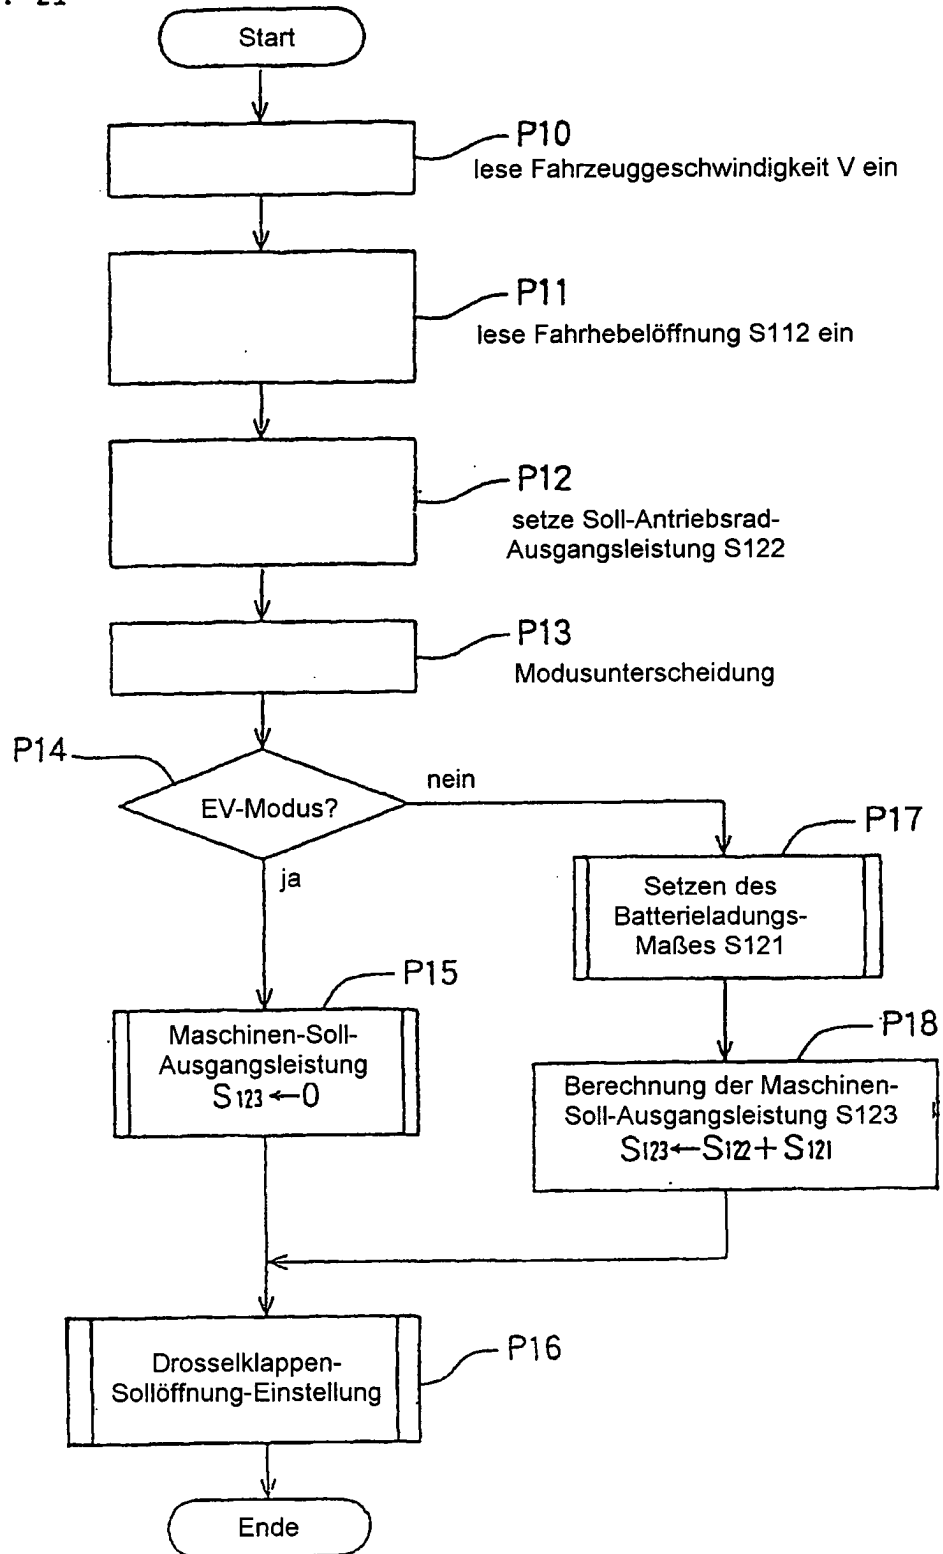 . 21
Start
P10
lese Fahrzeuggeschwindigkeit V ein
P11
lese Fahrhebelöffnung S112 ein
P12
setze Soll-Antriebsrad-
Ausgangsleistung S122
P13
Modusunterscheidung
P14
EV-Modus?
nein
ja
P17
Setzen des
Batterieladungs-
Maßes S121
P15
Maschinen-Soll-
Ausgangsleistung
S123←0
P18
Berechnung der Maschinen-
Soll-Ausgangsleistung S123
S123←S122+S121
P16
Drosselklappen-
Sollöffnung-Einstellung
Ende